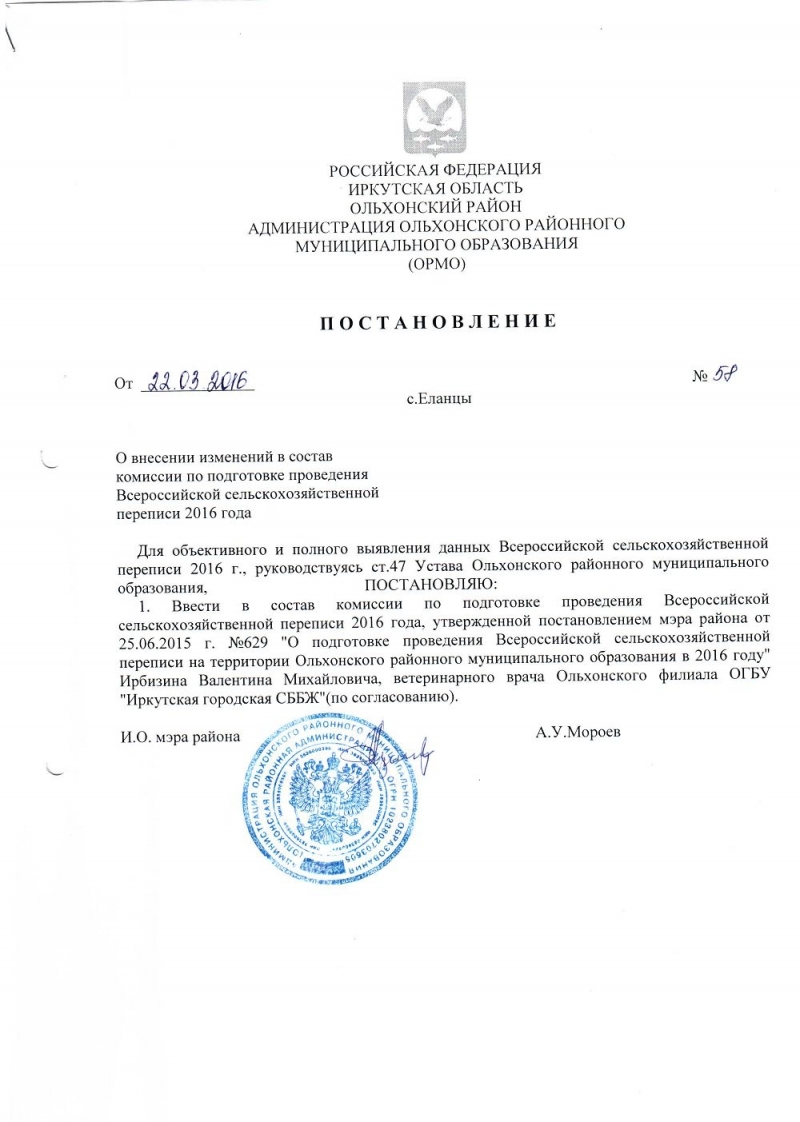 РОССИЙСКАЯ ФЕДЕРАЦИЯ
ИРКУТСКАЯ ОБЛАСТЬ
ОЛЬХОНСКИЙ РАЙОН
АДМИНИСТРАЦИЯ ОЛЬХОНСКОГО РАЙОННОГО
МУНИЦИПАЛЬНОГО ОБРАЗОВАНИЯ
(ОРМО)
П О С Т А Н О В Л Е Н И Е
От 22.03.2016 № 58
с.Еланцы
О внесении изменений в состав
комиссии по подготовке проведения
Всероссийской сельскохозяйственной
переписи 2016 года
Для объективного и полного выявления данных Всероссийской сельскохозяйственной
переписи 2016 г., руководствуясь ст.47 Устава Ольхонского районного муниципального
образования, ПОСТАНОВЛЯЮ:
1. Ввести в состав комиссии по подготовке проведения Всероссийской
сельскохозяйственной переписи 2016 года, утвержденной постановлением мэра района от
25.06.2015 г. №629 "О подготовке проведения Всероссийской сельскохозяйственной
переписи на территории Ольхонского районного муниципального образования в 2016 году"
Ирбизина Валентина Михайловича, ветеринарного врача Ольхонского филиала ОГБУ
"Иркутская городская СББЖ"(по согласованию).
И.О. мэра района А.У.Мороев
АДМИНИСТРАЦИЯ ОЛЬХОНСКОГО РАЙОННОГО МУНИЦИПАЛЬНОГО ОБРАЗОВАНИЯ
(ОЛЬХОНСКАЯ РАЙОННАЯ АДМИНИСТРАЦИЯ) ОГРН 1023802703605